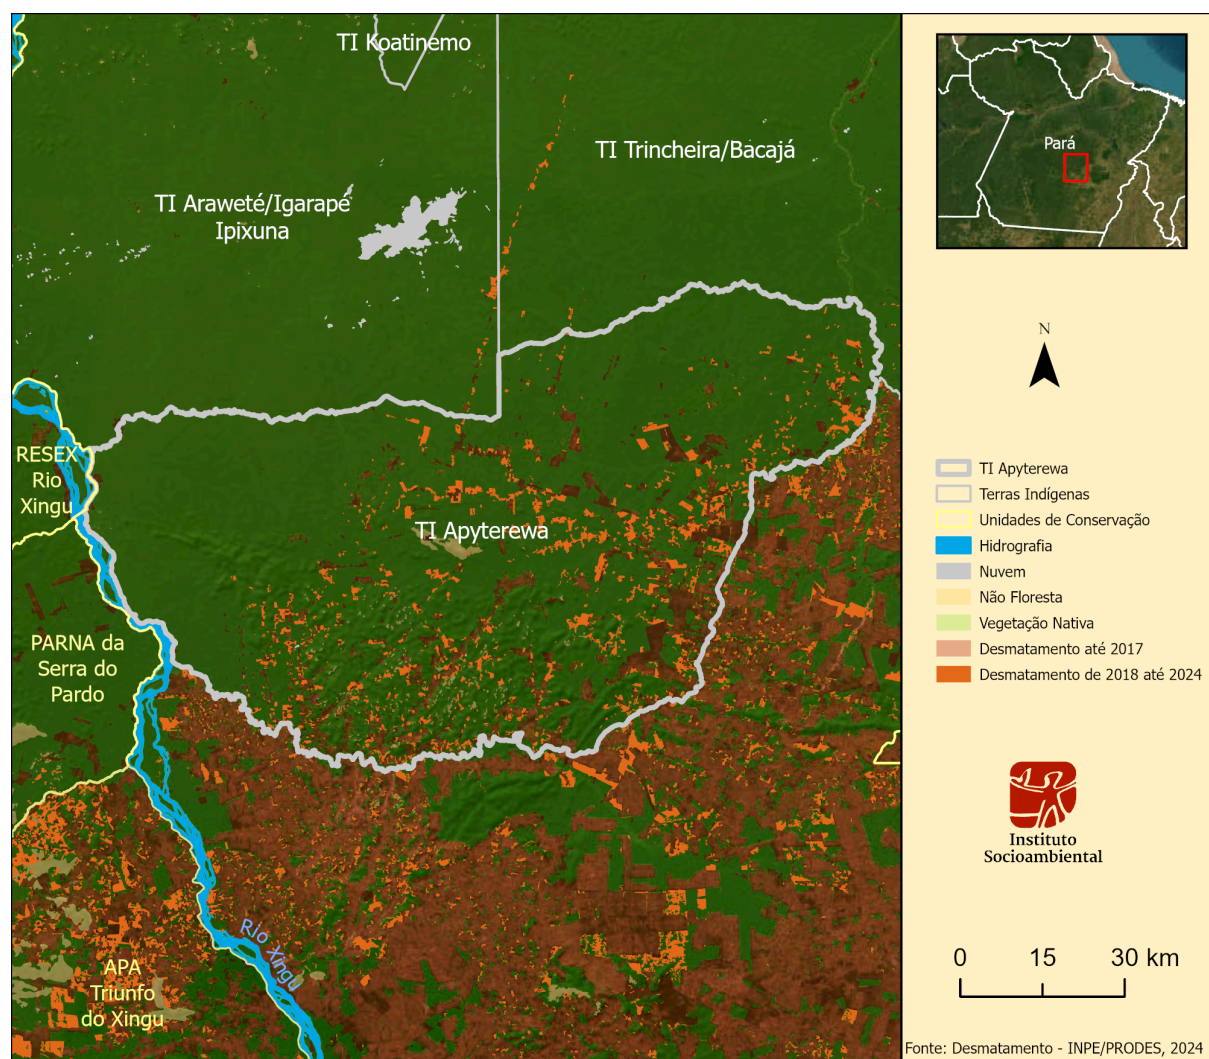 TI Koatinemo
TI Trincheira/Bacajá
TI Araweté/Igarapé
Ipixuna
RESEX
Rio
Xingu
TI Apyterewa
PARNA da
Serra do
Pardo
Rio Xingu
APA
Triunfo
do Xingu
Pará
N
TI Apyterewa
Terras Indígenas
Unidades de Conservação
Hidrografia
Nuvem
Não Floresta
Vegetação Nativa
Desmatamento até 2017
Desmatamento de 2018 até 2024
Instituto
Socioambiental
0 15 30 km
Fonte: Desmatamento - INPE/PRODES, 2024